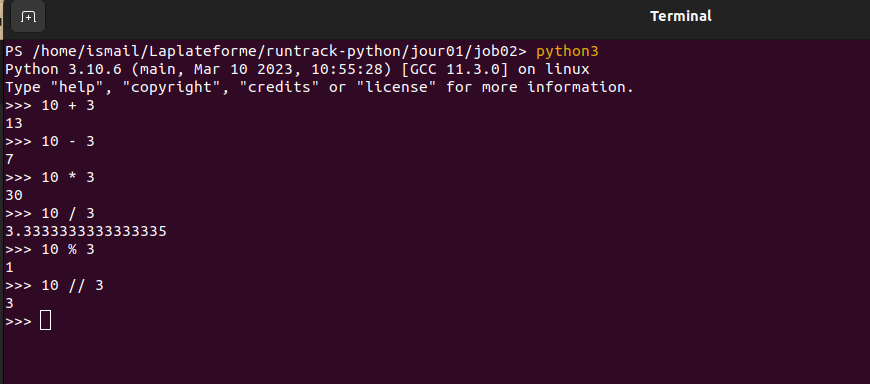 Terminal
PS /home/ismail/Laplateforme/runtrack-python/jour01/job02> python3
Python 3.10.6 (main, Mar 10 2023, 10:55:28) [GCC 11.3.0] on linux
Type "help", "copyright", "credits" or "license" for more information.
>>> 10 + 3
13
>>> 10 - 3
7
>>> 10 * 3
30
>>> 10 / 3
3.3333333333333335
>>> 10 % 3
1
>>> 10 // 3
3
>>>